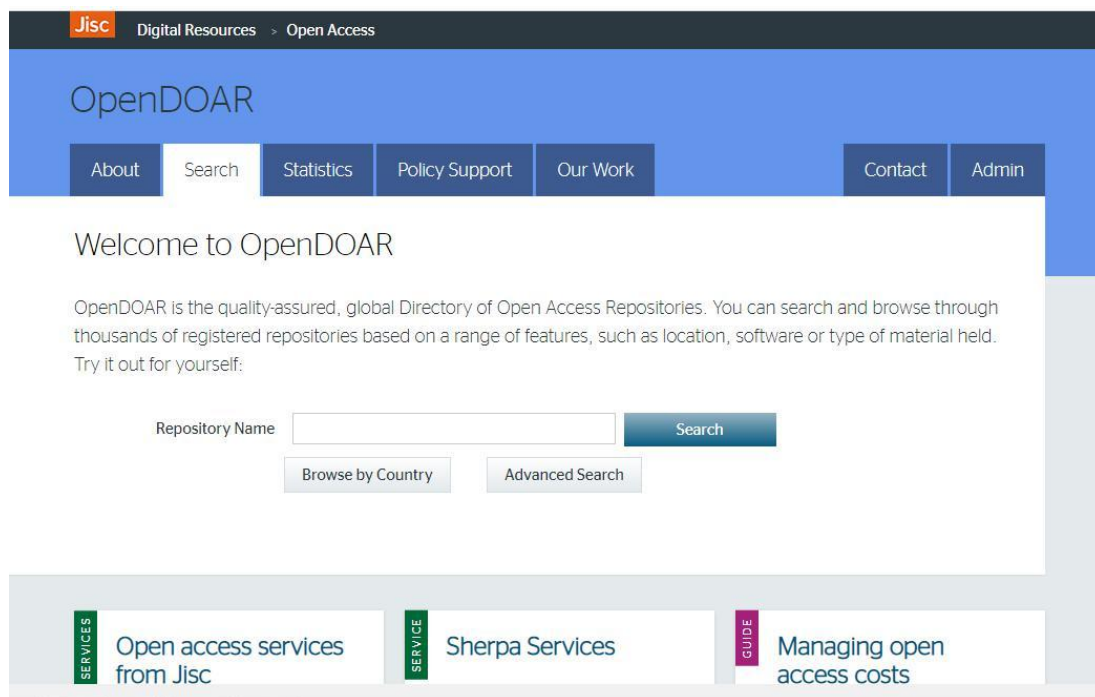 Jisc Digital Resources > Open Access
OpenDOAR
About Search Statistics Policy Support Our Work Contact Admin
Welcome to OpenDOAR
OpenDOAR is the quality-assured, global Directory of Open Access Repositories. You can search and browse through
thousands of registered repositories based on a range of features, such as location, software or type of material held.
Try it out for yourself:
Repository Name Search
Browse by Country Advanced Search
SERVICES
Open access services
from Jisc
SERVICE
Sherpa Services
GUIDE
Managing open
access costs